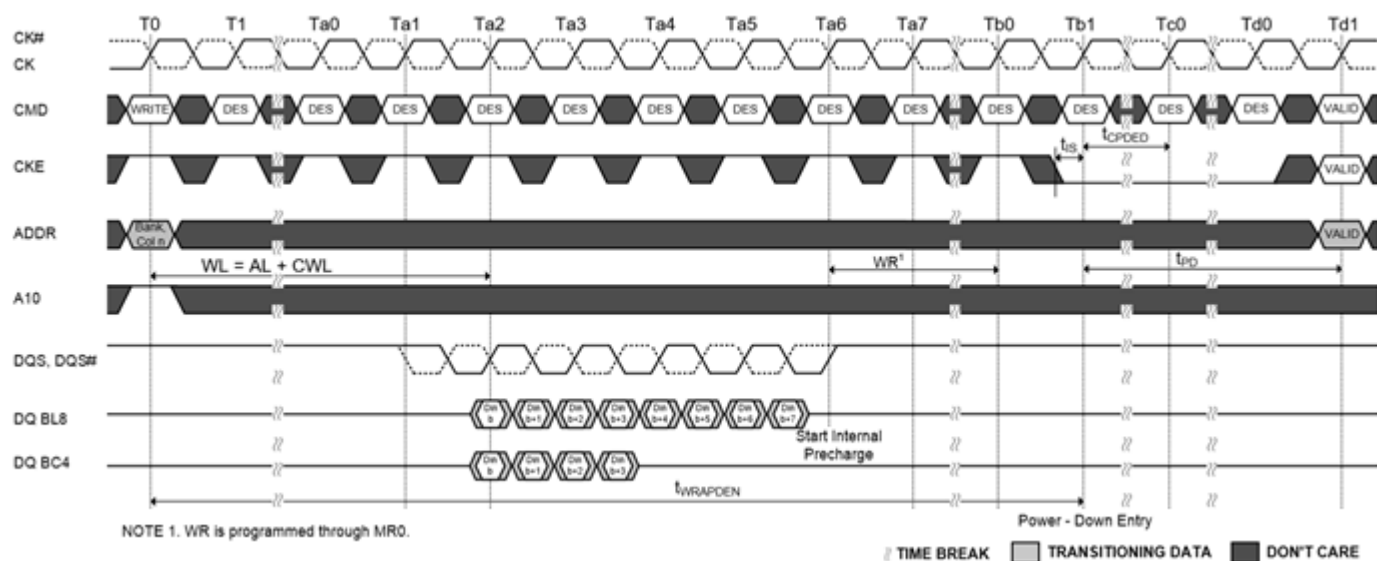 T0 T1 Ta0 Ta1 Ta2 Ta3 Ta4 Ta5 Ta6 Ta7 Tb0 Tb1 Tc0 Td0 Td1
CK#
CK
CMD WRITE DES DES DES DES DES DES DES DES DES DES DES DES DES VALID
tIS tCPDED
CKE VALID
ADDR Bank, Col n VALID
WL = AL + CWL WR¹ tPD
A10
DQS, DQS#
DQ BL8 Din b Din b+1 Din b+2 Din b+3 Din b+4 Din b+5 Din b+6 Din b+7
Start Internal
Precharge
DQ BC4 Din b Din b+1 Din b+2 Din b+3
tWRAPDEN
NOTE 1. WR is programmed through MR0.
Power - Down Entry
TIME BREAK TRANSITIONING DATA DON'T CARE